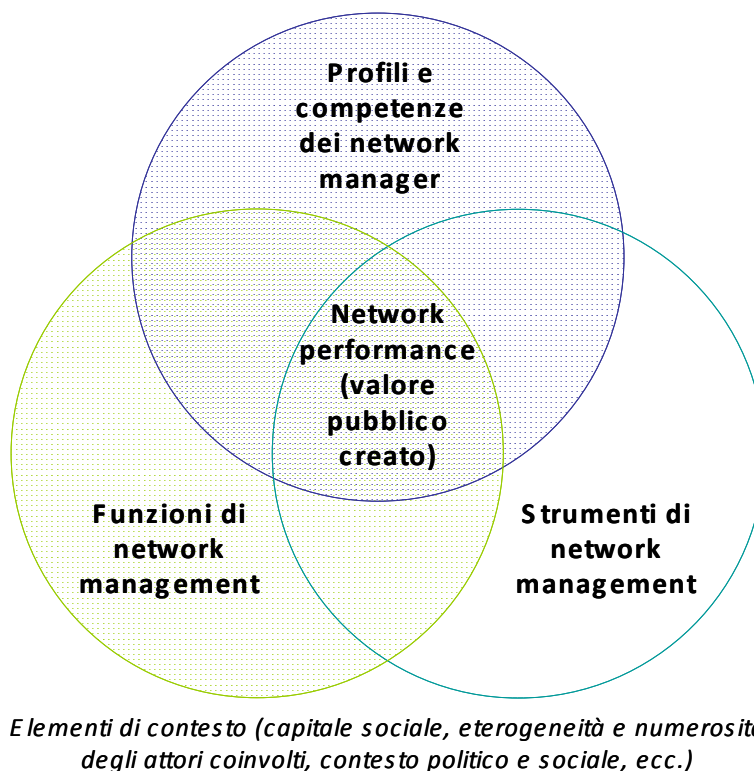 Profili e
competenze
dei network
manager
Network
performance
(valore
pubblico
creato)
Funzioni di
network
management
Strumenti di
network
management
Elementi di contesto (capitale sociale, eterogeneità e numerosità
degli attori coinvolti, contesto politico e sociale, ecc.)